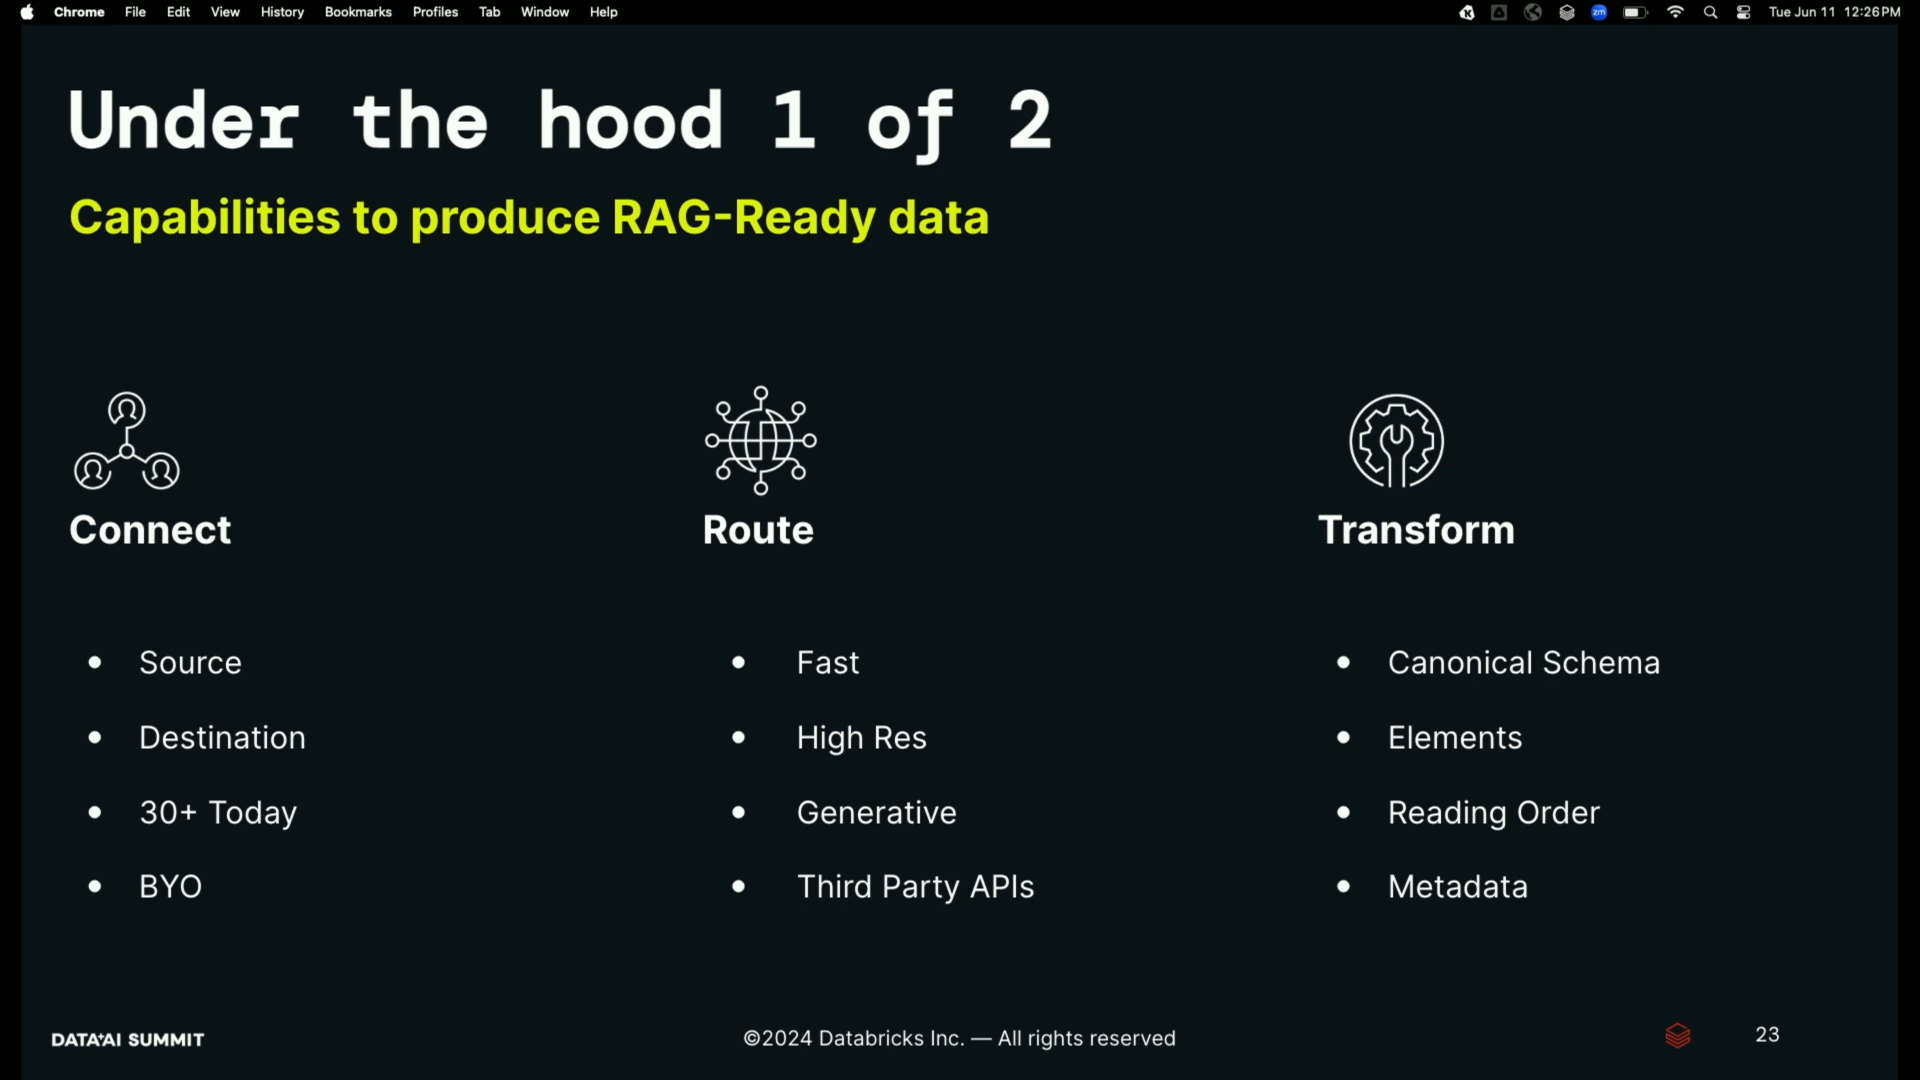 Chrome File Edit View History Bookmarks Profiles Tab Window Help
zm Tue Jun 11 12:26 PM
Under the hood 1 of 2
Capabilities to produce RAG-Ready data
Connect
Source
Destination
30+ Today
BYO
Route
Fast
High Res
Generative
Third Party APIs
Transform
Canonical Schema
Elements
Reading Order
Metadata
DATA+AI SUMMIT
©2024 Databricks Inc. — All rights reserved
23